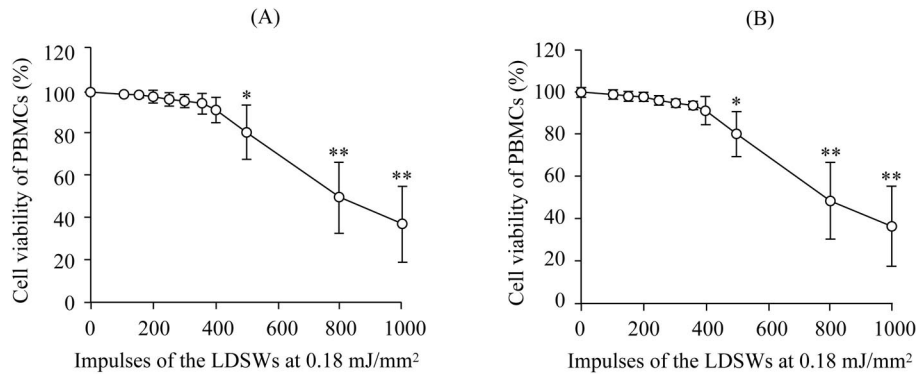 (A)
Cell viability of PBMCs (%)
120
100
80
60
40
20
0
*
**
**
0 200 400 600 800 1000
Impulses of the LDSWs at 0.18 mJ/mm²
(B)
Cell viability of PBMCs (%)
120
100
80
60
40
20
0
*
**
**
0 200 400 600 800 1000
Impulses of the LDSWs at 0.18 mJ/mm²